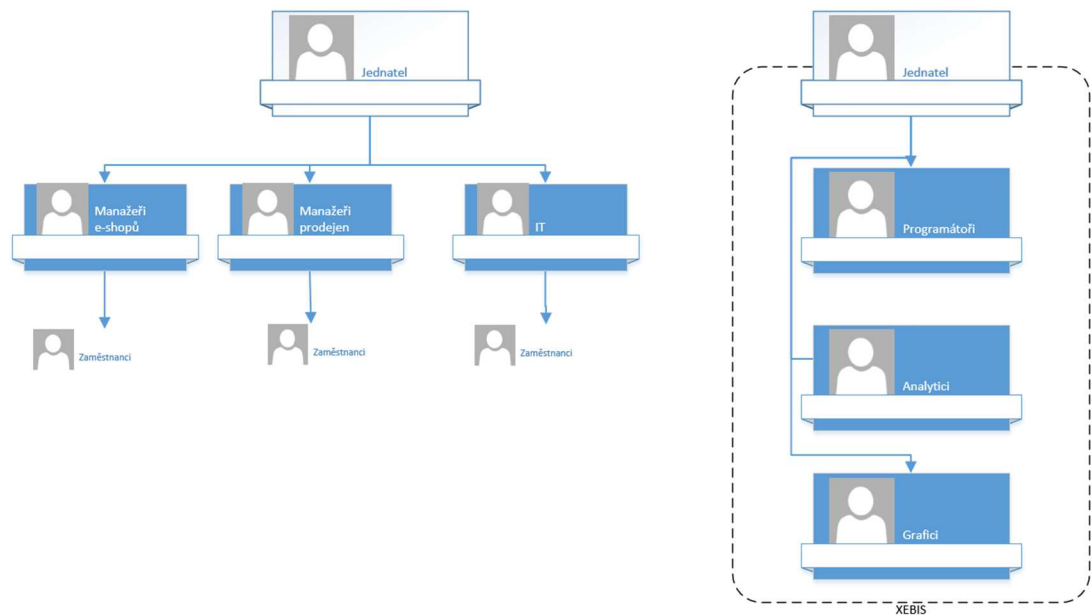 Jednatel
Manažeři
e-shopů
Manažeři
prodejen
IT
Zaměstnanci
Zaměstnanci
Zaměstnanci
Jednatel
Programátoři
Analytici
Grafici
XEBIS